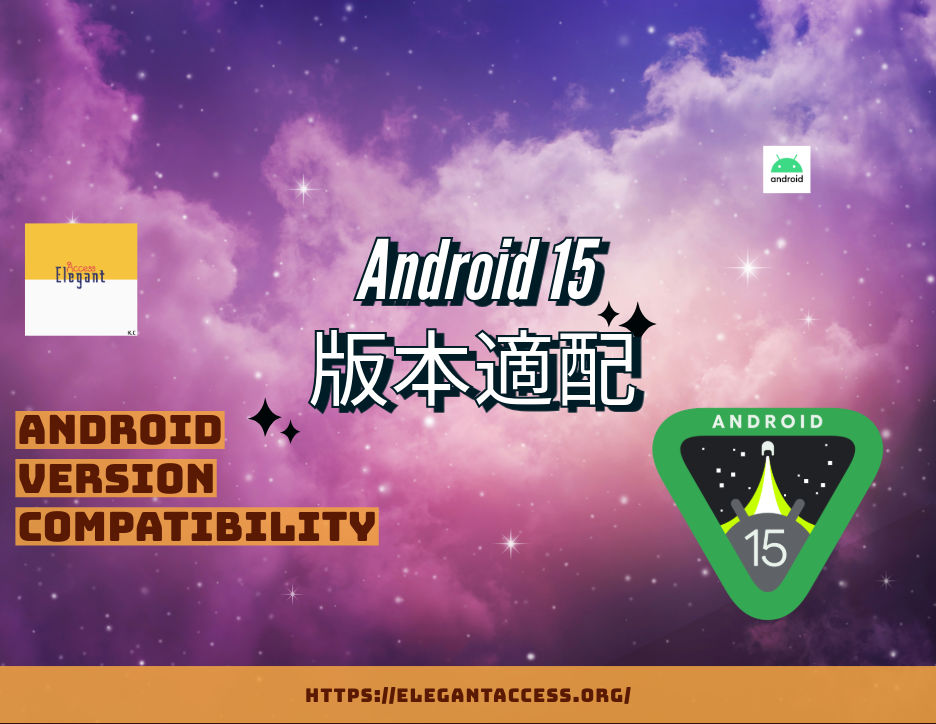 android
Access
Elegant
K.C
Android 15
版本適配
ANDROID
VERSION
COMPATIBILITY
ANDROID
15
HTTPS://ELEGANTACCESS.ORG/